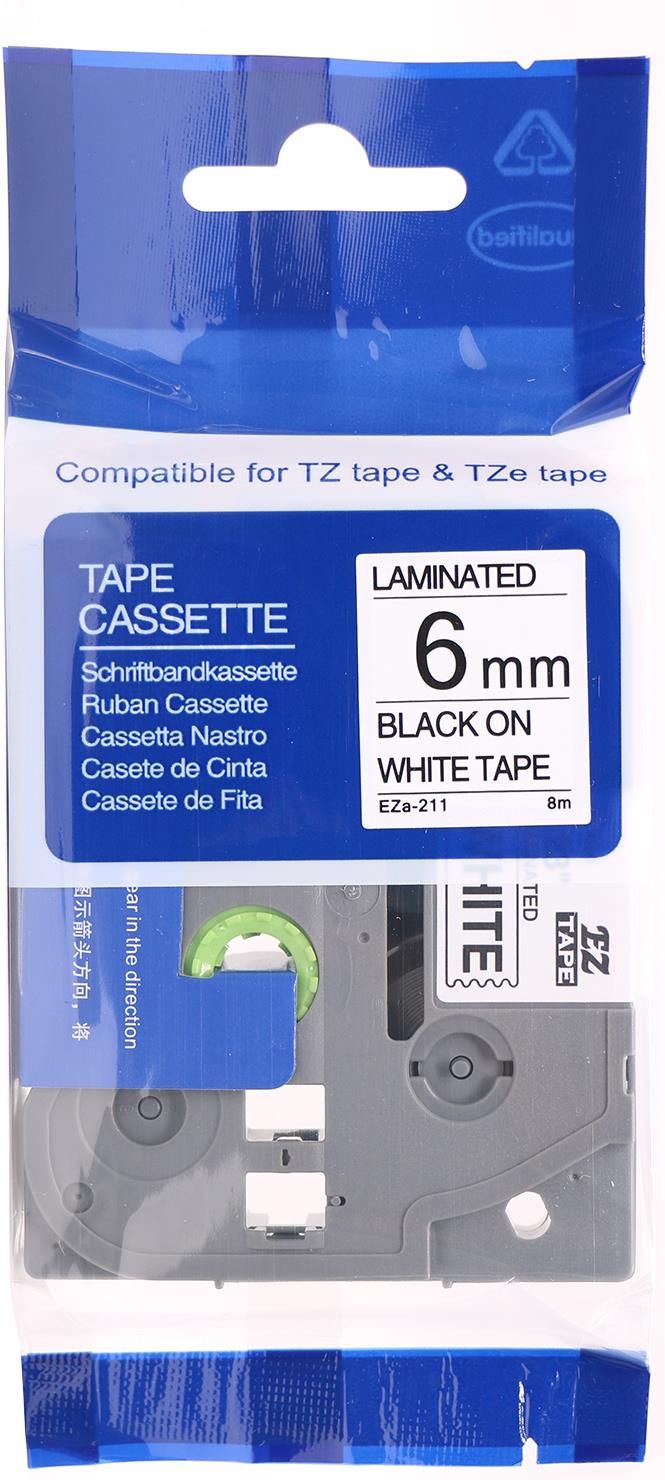 ualified
Compatible for TZ tape & TZe tape
TAPE
CASSETTE
Schriftbandkassette
Ruban Cassette
Cassetta Nastro
Casete de Cinta
Cassete de Fita
LAMINATED
6 mm
BLACK ON
WHITE TAPE
EZa-211 8m
ear in the direction
图示箭头方向，将
HITE
TED
EZ
TAPE